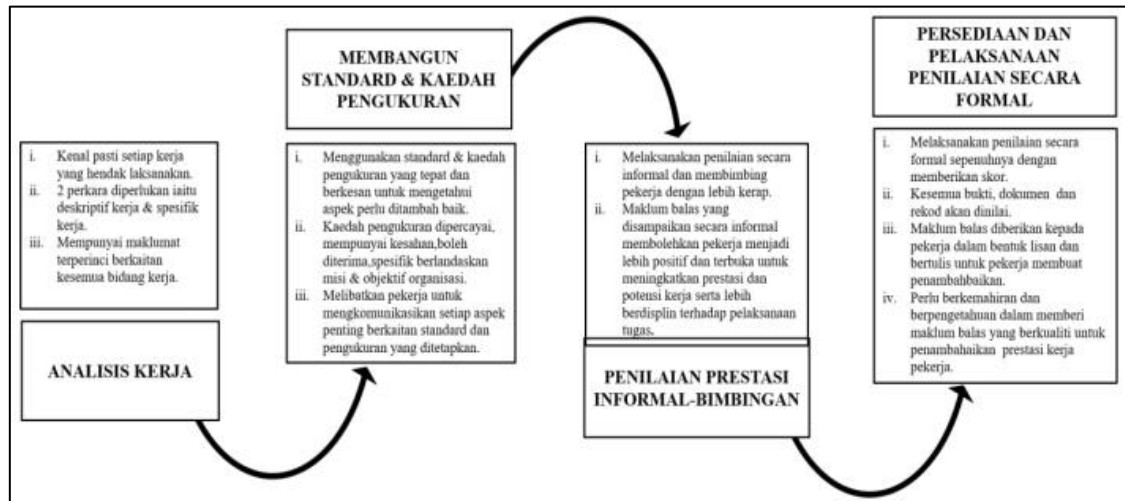 i. Kenal pasti setiap kerja
yang hendak laksanakan.
ii. 2 perkara diperlukan iaitu
deskriptif kerja & spesifik
kerja.
iii. Mempunyai maklumat
terperinci berkaitan
kesemua bidang kerja.
ANALISIS KERJA
MEMBANGUN
STANDARD & KAEDAH
PENGUKURAN
i. Menggunakan standard & kaedah
pengukuran yang tepat dan
berkesan untuk mengetahui
aspek perlu ditambah baik.
ii. Kaedah pengukuran dipercayai,
mempunyai kesahan,boleh
diterima,spesifik berlandaskan
misi & objektif organisasi.
iii. Melibatkan pekerja untuk
mengkomunikasikan setiap aspek
penting berkaitan standard dan
pengukuran yang ditetapkan.
i. Melaksanakan penilaian secara
informal dan membimbing
pekerja dengan lebih kerap.
ii. Maklum balas yang
disampaikan secara informal
membolehkan pekerja menjadi
lebih positif dan terbuka untuk
meningkatkan prestasi dan
potensi kerja serta lebih
berdisplin terhadap pelaksanaan
tugas.
PENILAIAN PRESTASI
INFORMAL-BIMBINGAN
PERSEDIAAN DAN
PELAKSANAAN
PENILAIAN SECARA
FORMAL
i. Melaksanakan penilaian secara
formal sepenuhnya dengan
memberikan skor.
ii. Kesemua bukti, dokumen dan
rekod akan dinilai.
iii. Maklum balas diberikan kepada
pekerja dalam bentuk lisan dan
bertulis untuk pekerja membuat
penambahbaikan.
iv. Perlu berkemahiran dan
berpengetahuan dalam memberi
maklum balas yang berkualiti untuk
penambahaikan prestasi kerja
pekerja.